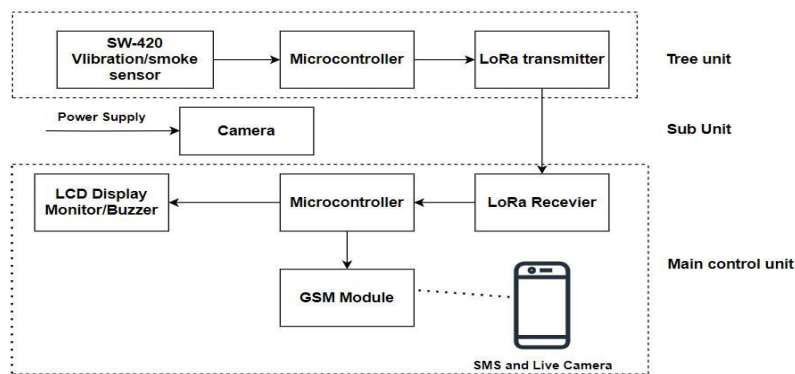 SW-420
Vlibration/smoke
sensor
Microcontroller
LoRa transmitter
Tree unit
Power Supply
Camera
Sub Unit
LCD Display
Monitor/Buzzer
Microcontroller
LoRa Recevier
Main control unit
GSM Module
SMS and Live Camera